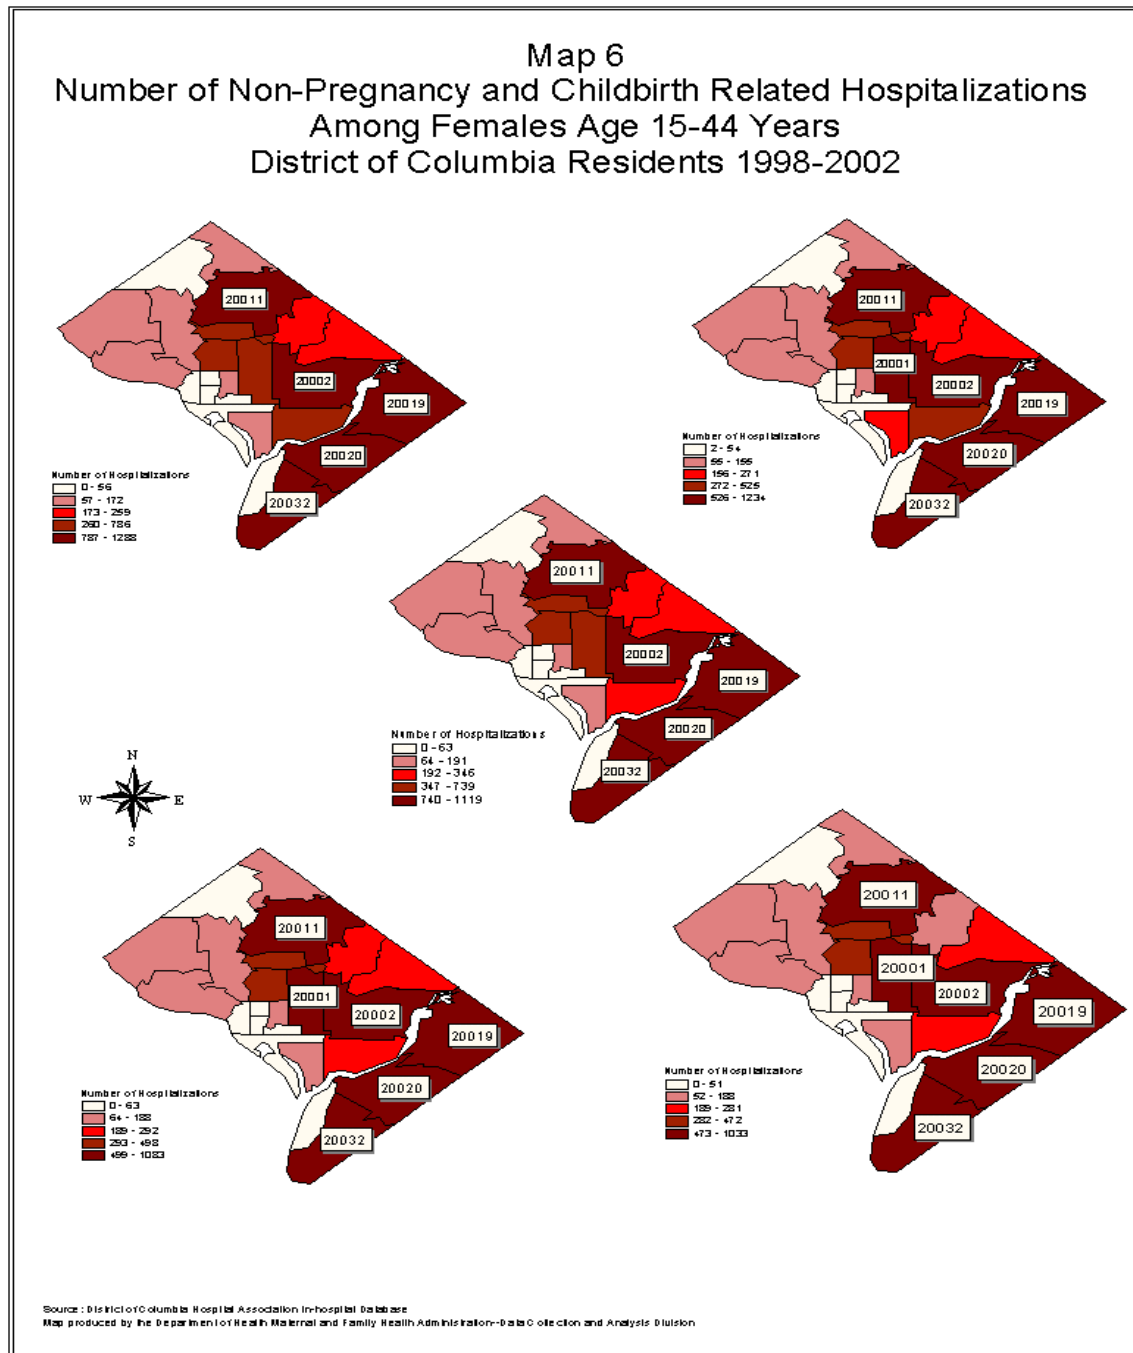 Map 6
Number of Non-Pregnancy and Childbirth Related Hospitalizations
Among Females Age 15-44 Years
District of Columbia Residents 1998-2002
20011
20002
20019
20020
20032
Number of Hospitalizations
0 - 56
57 - 172
173 - 259
260 - 786
787 - 1288
20011
20001
20002
20019
20020
20032
Number of Hospitalizations
2 - 54
55 - 155
156 - 271
272 - 525
526 - 1234
20011
20002
20019
20020
20032
Number of Hospitalizations
0 - 63
64 - 191
192 - 346
347 - 739
740 - 1119
N
W E
S
20011
20001
20002
20019
20020
20032
Number of Hospitalizations
0 - 63
64 - 188
189 - 292
293 - 498
499 - 1083
20011
20001
20002
20019
20020
20032
Number of Hospitalizations
0 - 51
52 - 188
189 - 281
282 - 472
473 - 1033
Source: District of Columbia Hospital Association In-hospital Database
Map produced by the Department of Health Maternal and Family Health Administration--Data Collection and Analysis Division